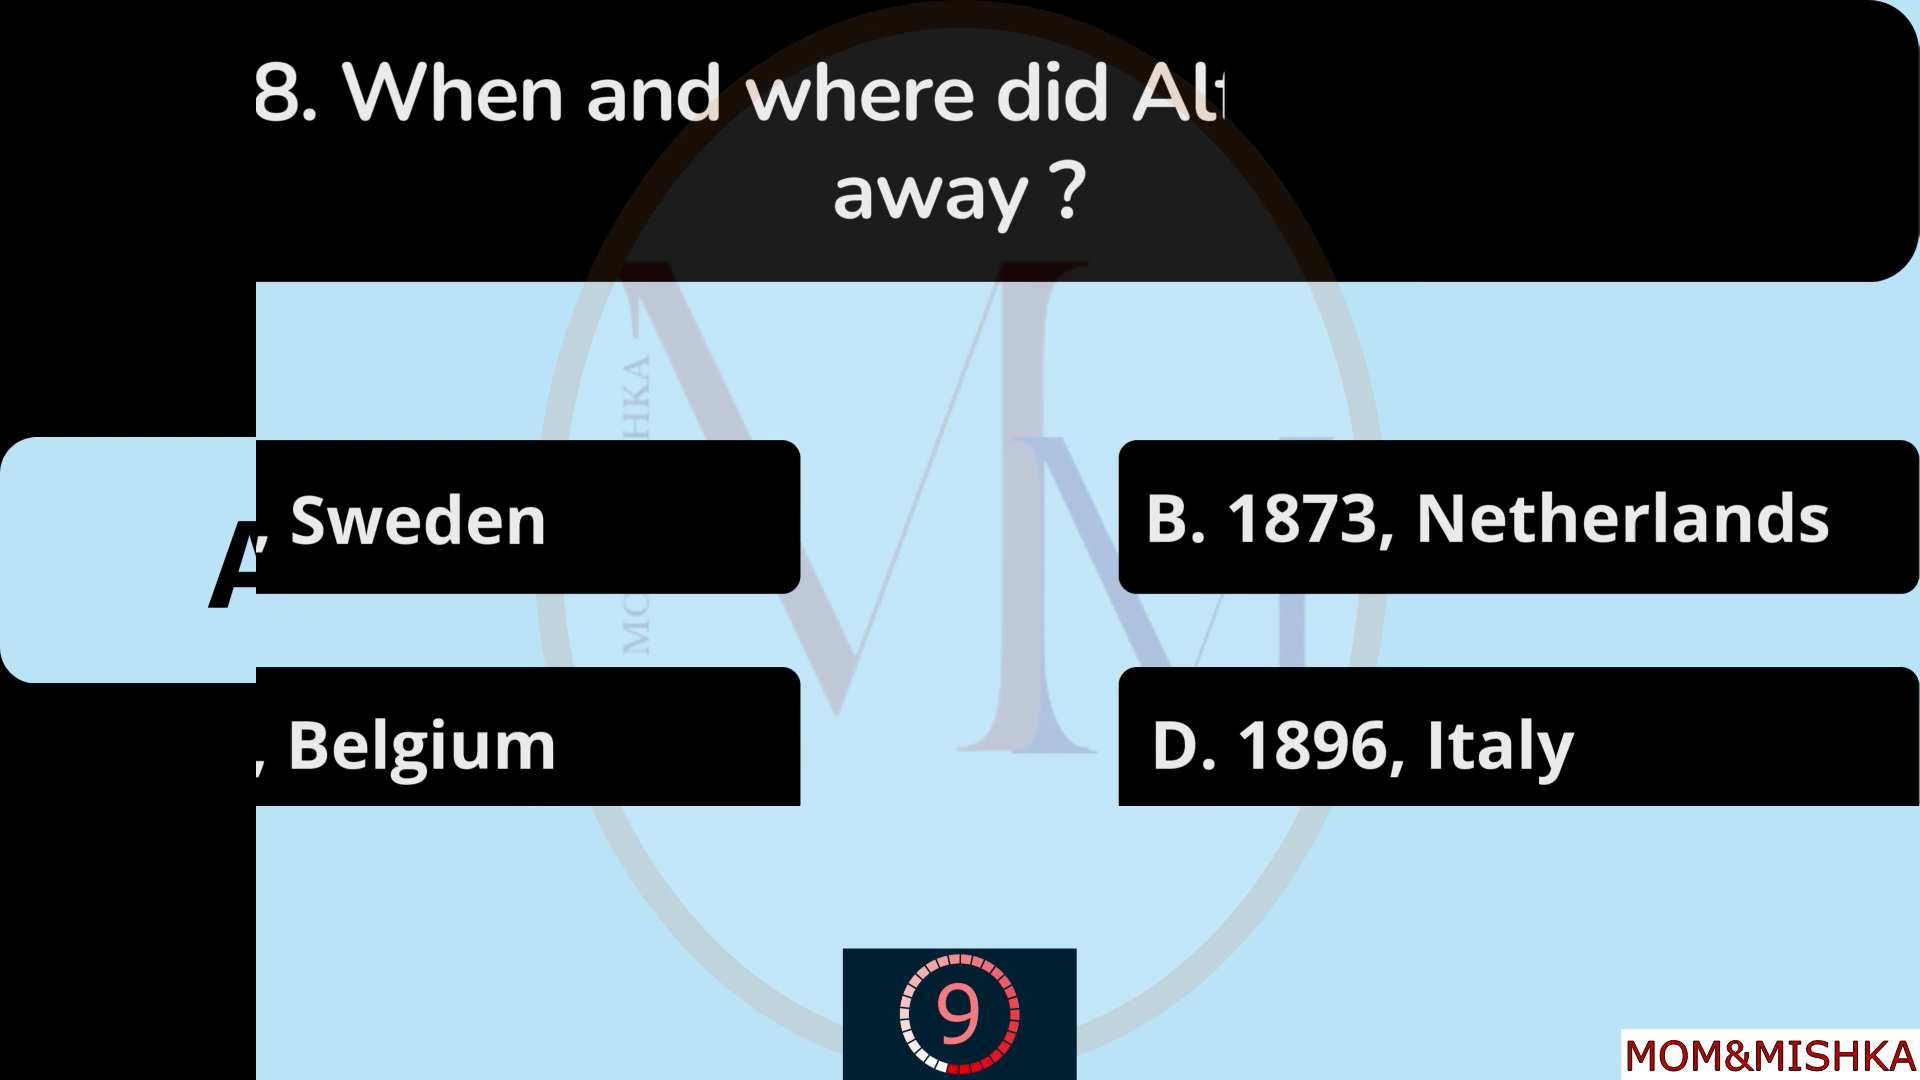 8. When and where did Al
away ?
A
, Sweden
B. 1873, Netherlands
, Belgium
D. 1896, Italy
9
MOM&MISHKA